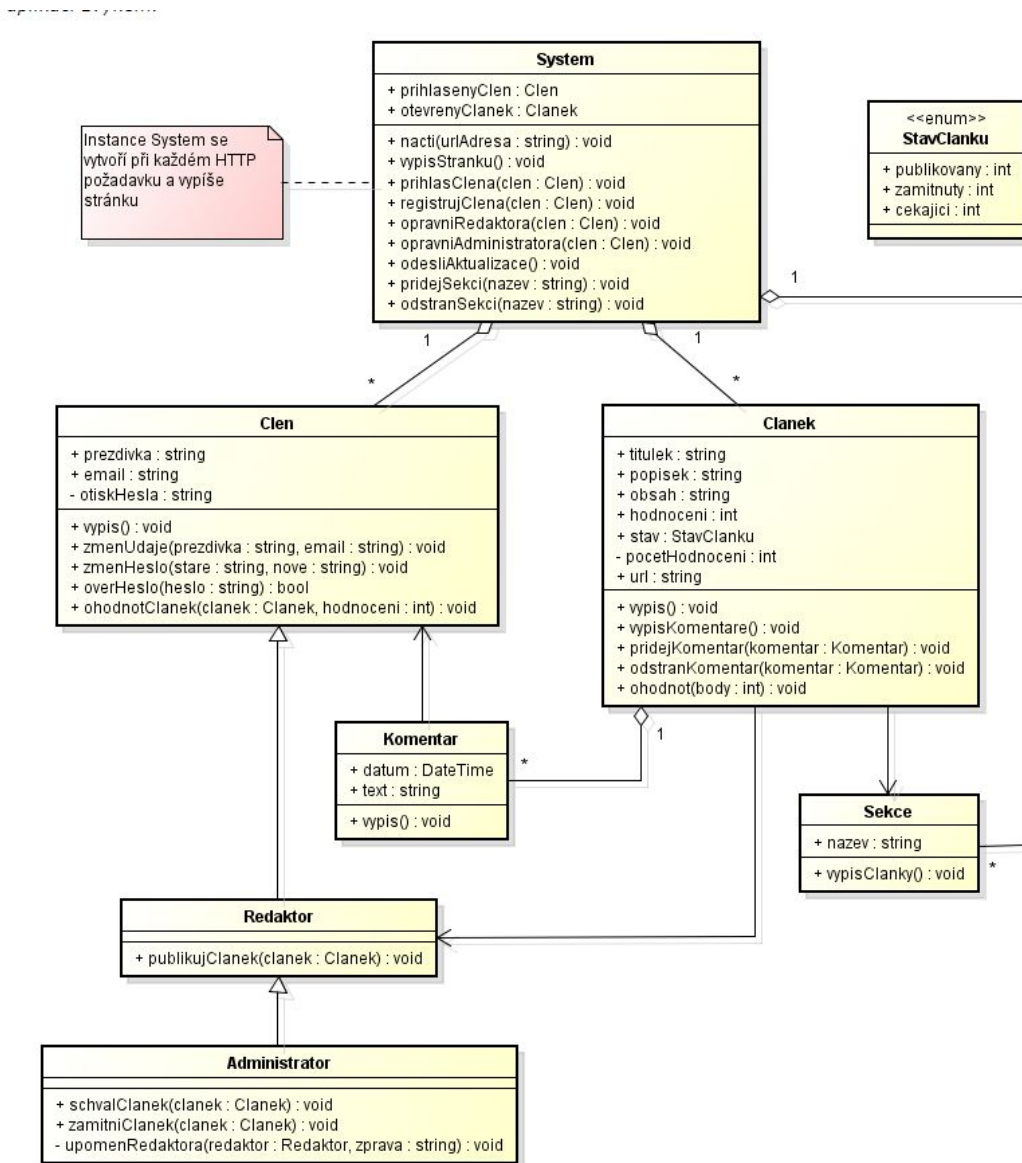 System
+ prihlasenyClen : Clen
+ otevrenyClanek : Clanek
+ nacti(urlAdresa : string) : void
+ vypisStranku() : void
+ prihlasClena(clen : Clen) : void
+ registrujClena(clen : Clen) : void
+ opravniRedaktora(clen : Clen) : void
+ opravniAdministratora(clen : Clen) : void
+ odesliAktualizace() : void
+ pridejSekci(nazev : string) : void
+ odstranSekci(nazev : string) : void
Instance System se
vytvoří při každém HTTP
požadavku a vypíše
stránku
<<enum>>
StavClanku
+ publikovany : int
+ zamitnuty : int
+ cekajici : int
1
1
1
*
*
Clen
+ prezdivka : string
+ email : string
- otiskHesla : string
+ vypis() : void
+ zmenUdaje(prezdivka : string, email : string) : void
+ zmenHeslo(stare : string, nove : string) : void
+ overHeslo(heslo : string) : bool
+ ohodnotClanek(clanek : Clanek, hodnoceni : int) : void
Clanek
+ titulek : string
+ popisek : string
+ obsah : string
+ hodnoceni : int
+ stav : StavClanku
- pocetHodnoceni : int
+ url : string
+ vypis() : void
+ vypisKomentare() : void
+ pridejKomentar(komentar : Komentar) : void
+ odstranKomentar(komentar : Komentar) : void
+ ohodnot(body : int) : void
Komentar
+ datum : DateTime
+ text : string
+ vypis() : void
1
*
Sekce
+ nazev : string
+ vypisClanky() : void
*
Redaktor
+ publikujClanek(clanek : Clanek) : void
Administrator
+ schvalClanek(clanek : Clanek) : void
+ zamitniClanek(clanek : Clanek) : void
- upomenRedaktora(redaktor : Redaktor, zprava : string) : void